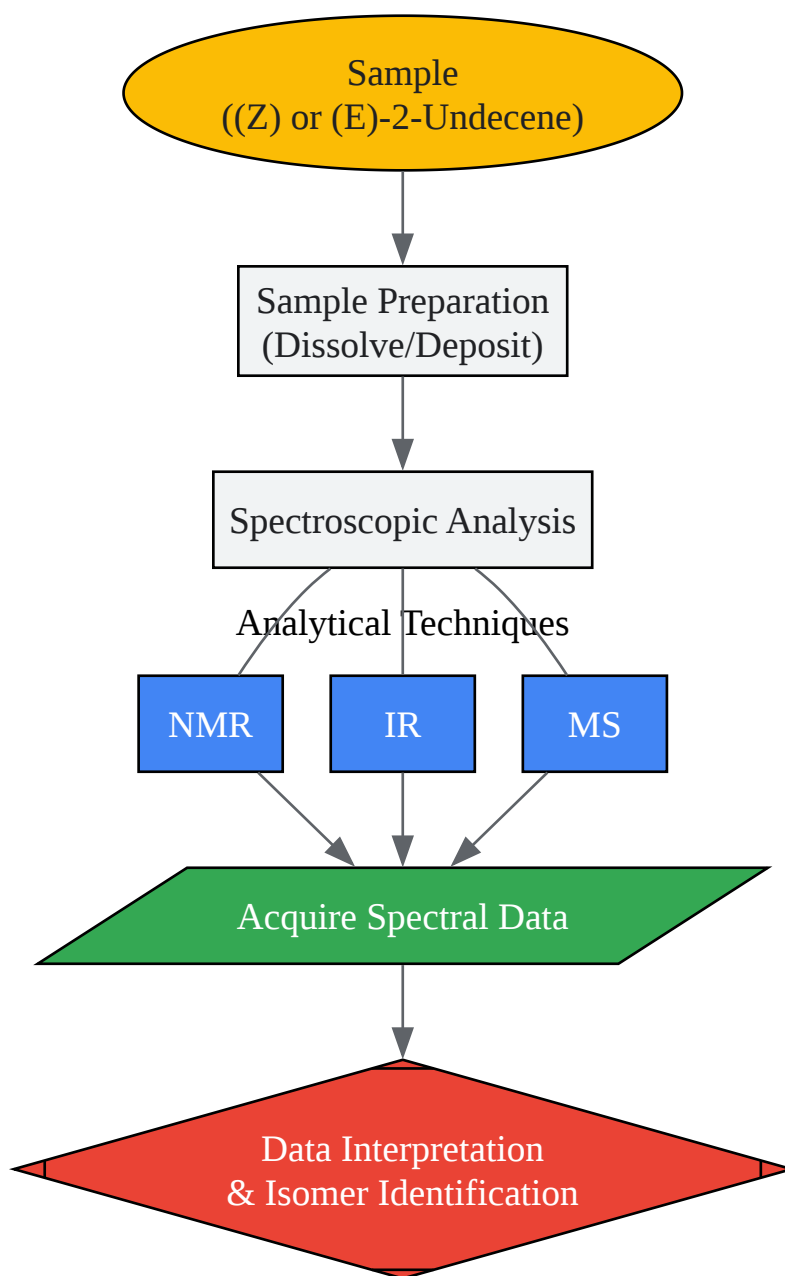 Sample
((Z) or (E)-2-Undecene)
Sample Preparation
(Dissolve/Deposit)
Spectroscopic Analysis
Analytical Techniques
NMR
IR
MS
Acquire Spectral Data
Data Interpretation
& Isomer Identification